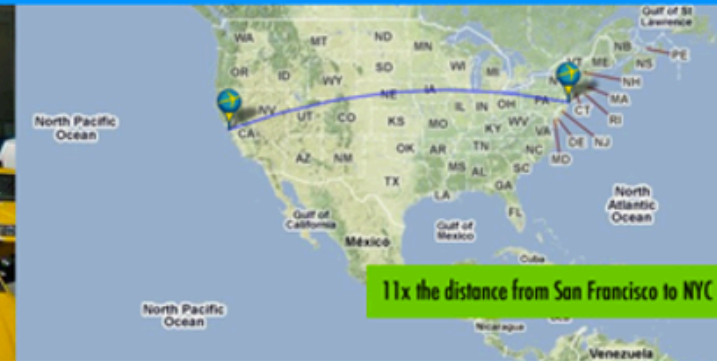 Gulf of St
Lawrence
WA
MT
ND
MN
NB
PE
OR
ID
WY
SD
WI
MI
VT
ME
NS
NH
NV
UT
CO
NE
IA
IL
IN
OH
PA
MA
CT
RI
North Pacific
Ocean
CA
KS
MO
KY
WV
VA
DE
NJ
MD
AZ
NM
OK
AR
TN
NC
SC
TX
MS
AL
GA
LA
FL
North
Atlantic
Ocean
Gulf of
California
México
Gulf of
Mexico
Cuba
11x the distance from San Francisco to NYC
North Pacific
Ocean
Nicaragua
Venezuela